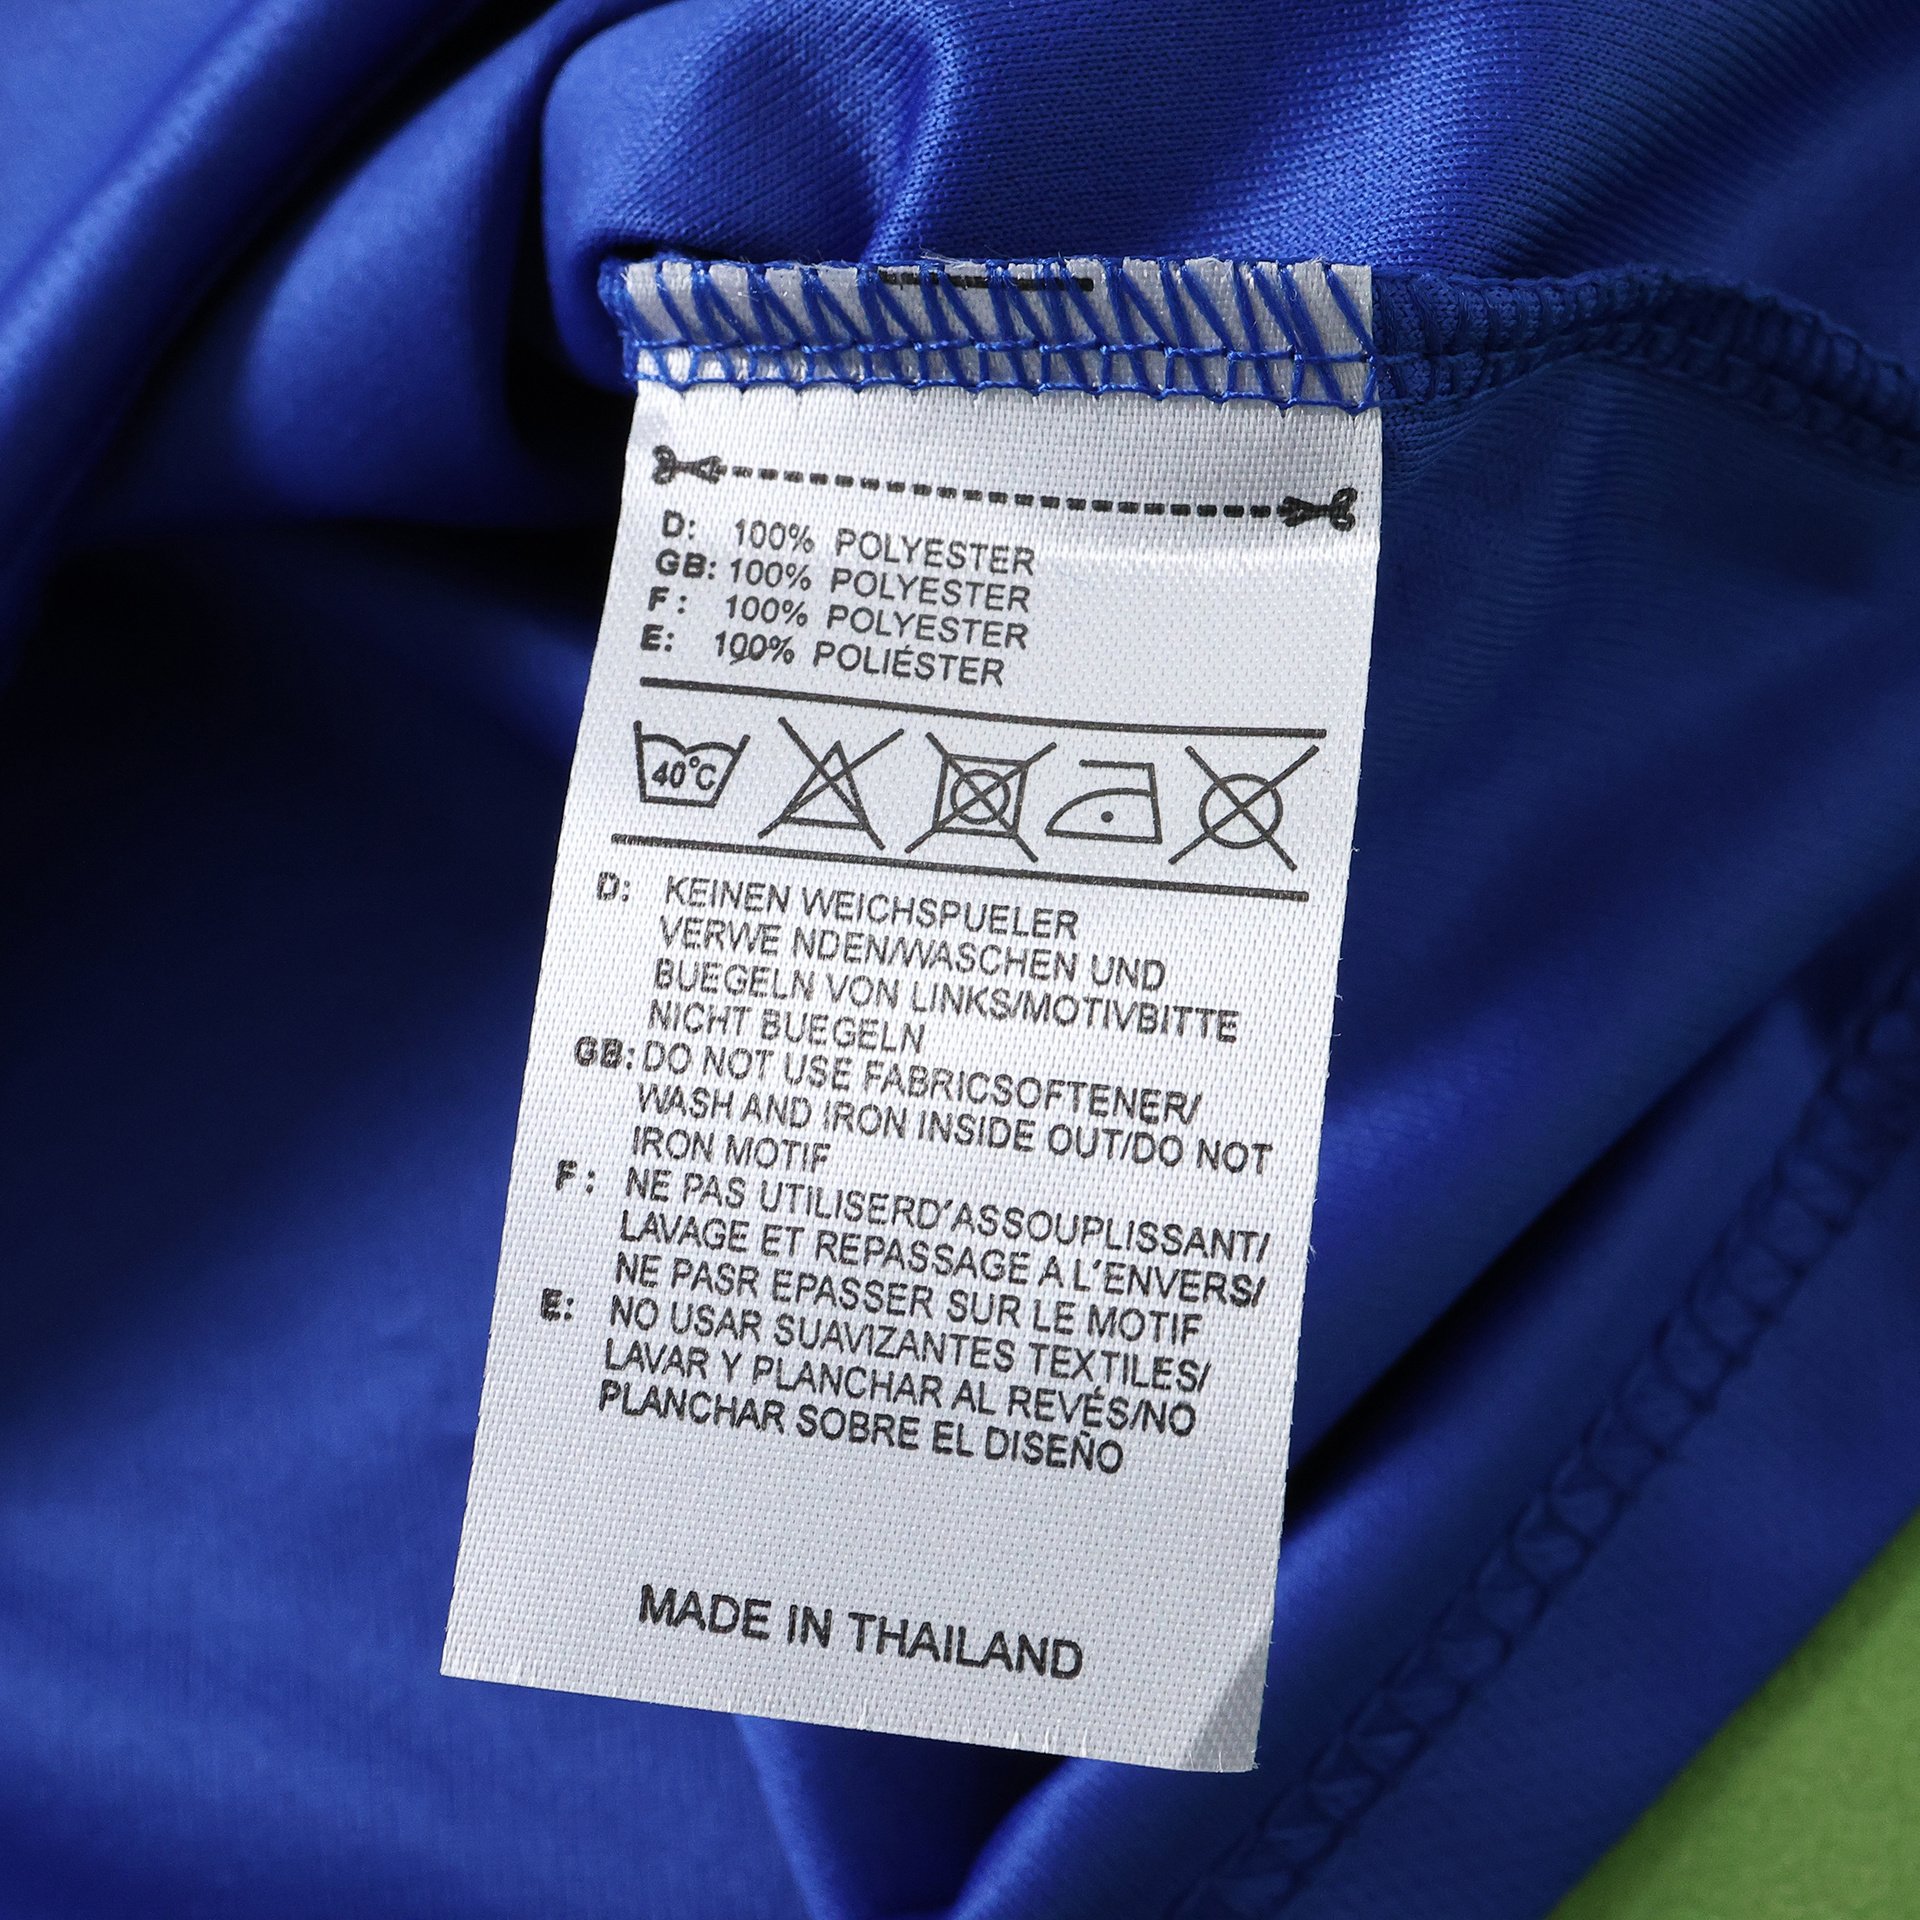 D: 100% POLYESTER
GB: 100% POLYESTER
F: 100% POLYESTER
E: 100% POLIÉSTER
40°C
D: KEINEN WEICHSPUELER
VERWE NDEN/WASCHEN UND
BUEGELN VON LINKS/MOTIVBITTE
NICHT BUEGELN
GB: DO NOT USE FABRICSOFTENER/
WASH AND IRON INSIDE OUT/DO NOT
IRON MOTIF
F: NE PAS UTILISERD'ASSOUPLISSANT/
LAVAGE ET REPASSAGE A L'ENVERS/
NE PASR EPASSER SUR LE MOTIF
E: NO USAR SUAVIZANTES TEXTILES/
LAVAR Y PLANCHAR AL REVÉS/NO
PLANCHAR SOBRE EL DISEÑO
MADE IN THAILAND